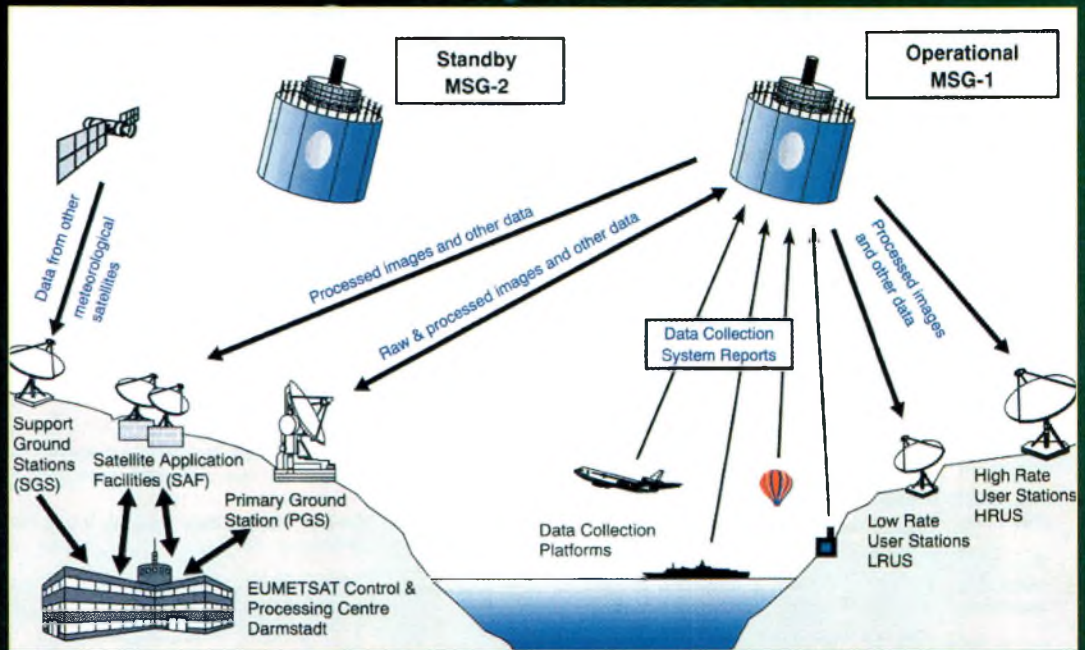 Standby
MSG-2
Operational
MSG-1
Data from other
meteorological
satellites
Processed images and other data
Raw & processed images and other data
Processed images
and other data
Data Collection
System Reports
Support
Ground
Stations
(SGS)
Satellite Application
Facilities (SAF)
Primary Ground
Station (PGS)
Data Collection
Platforms
Low Rate
User Stations
LRUS
High Rate
User Stations
HRUS
EUMETSAT Control &
Processing Centre
Darmstadt